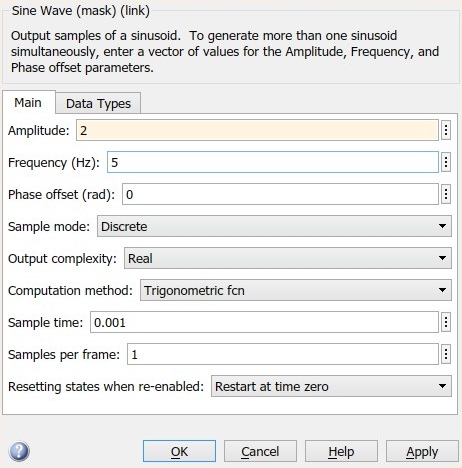 Sine Wave (mask) (link)
Output samples of a sinusoid. To generate more than one sinusoid
simultaneously, enter a vector of values for the Amplitude, Frequency, and
Phase offset parameters.
Main Data Types
Amplitude: 2
Frequency (Hz): 5
Phase offset (rad): 0
Sample mode: Discrete
Output complexity: Real
Computation method: Trigonometric fcn
Sample time: 0.001
Samples per frame: 1
Resetting states when re-enabled: Restart at time zero
? OK Cancel Help Apply